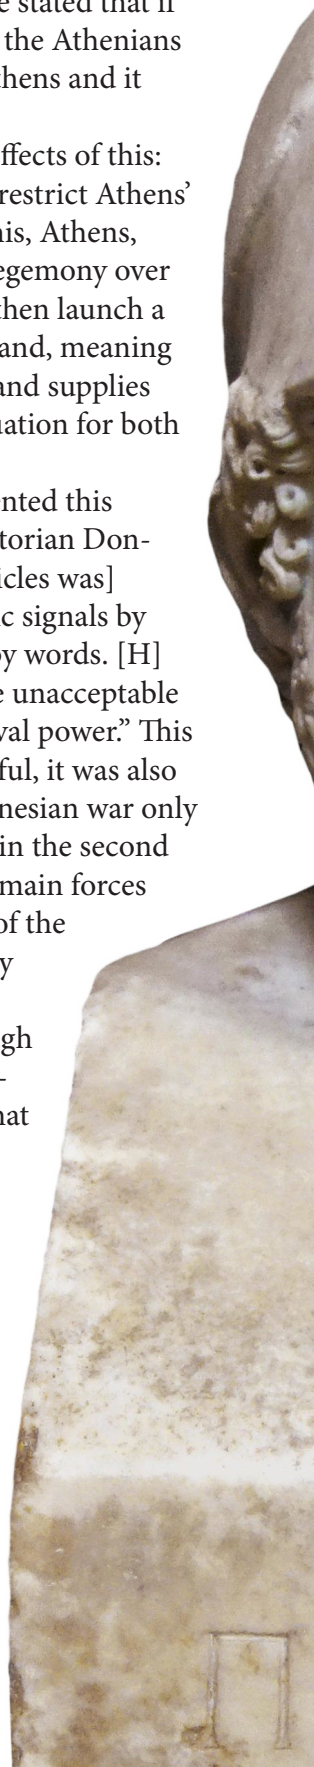 e stated that if
the Athenians
thens and it
ffects of this:
restrict Athens’
his, Athens,
egemony over
then launch a
and, meaning
and supplies
uation for both
ented this
torian Don-
icles was]
c signals by
by words. [H]
e unacceptable
val power.” This
ful, it was also
nesian war only
in the second
main forces
of the
y
gh
-
hat
Π